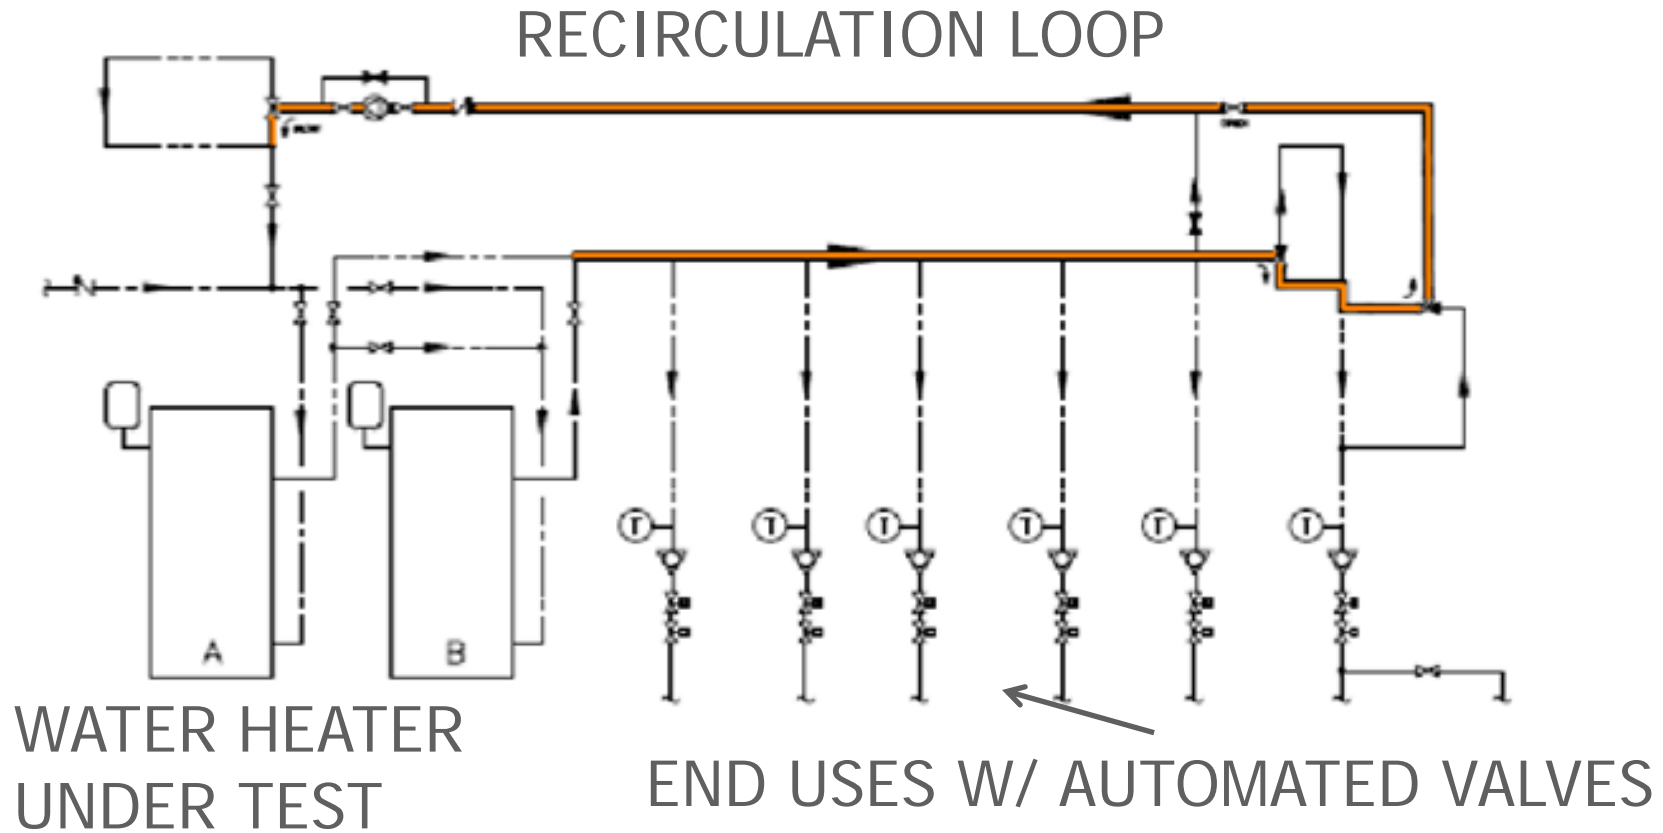 RECIRCULATION LOOP
T T T T T T
A B
WATER HEATER
UNDER TEST
END USES W/ AUTOMATED VALVES